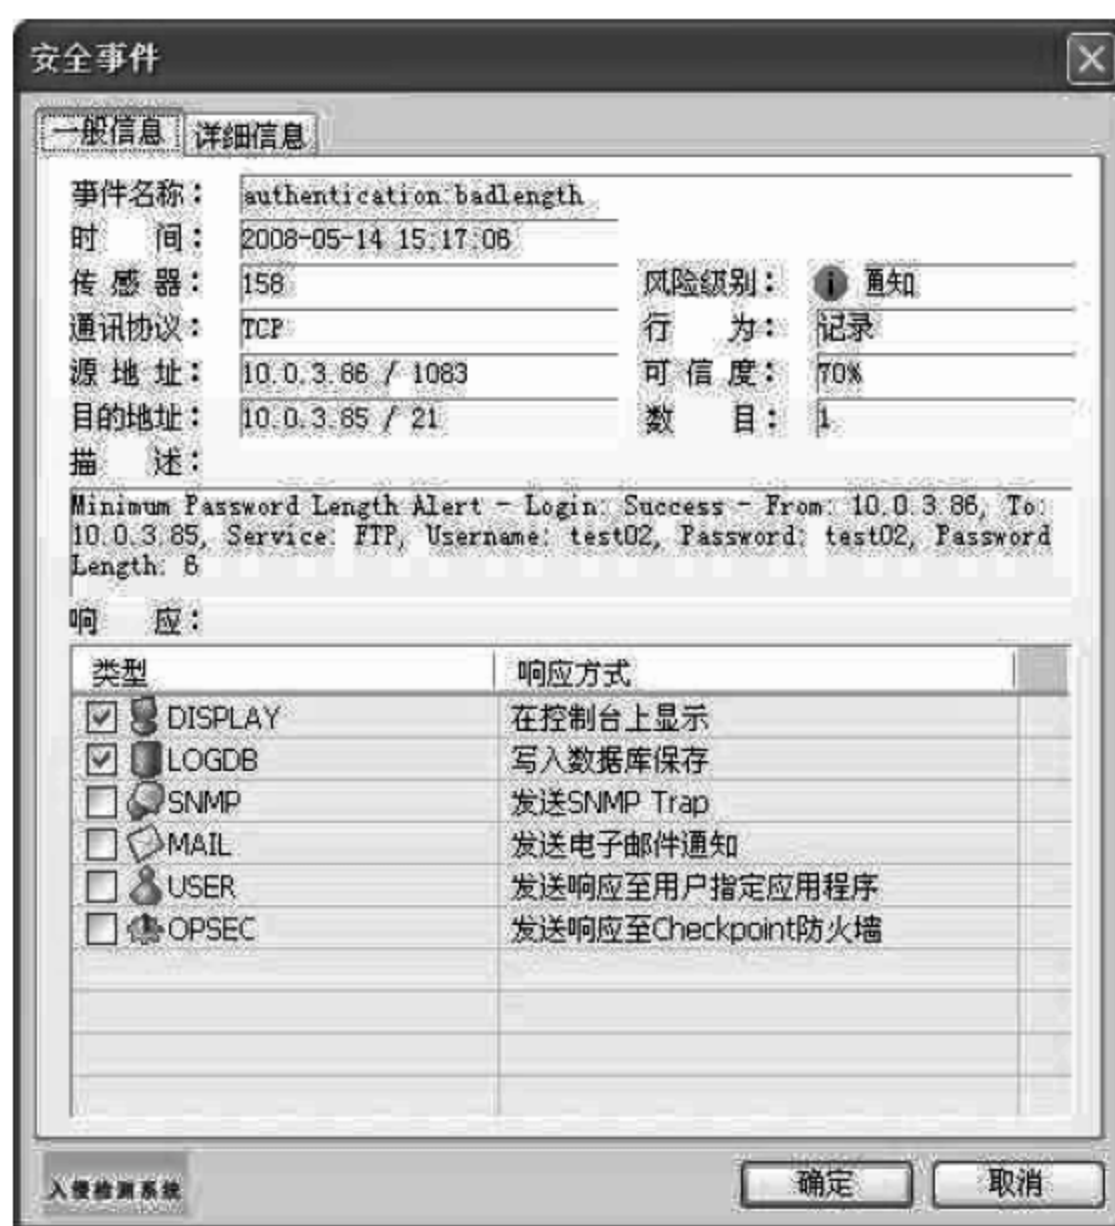 安全事件
一般信息 详细信息
事件名称： authentication:badlength
时 间： 2008-05-14 15:17:06
传 感 器： 158 风险级别： 通知
通讯协议： TCP 行 为： 记录
源 地 址： 10.0.3.86 / 1083 可 信 度： 70%
目的地址： 10.0.3.85 / 21 数 目： 1
描 述：
Minimum Password Length Alert - Login: Success - From: 10.0.3.86, To:
10.0.3.85, Service: FTP, Username: test02, Password: test02, Password
Length: 6
响 应：
类型 响应方式
DISPLAY 在控制台上显示
LOGDB 写入数据库保存
SNMP 发送SNMP Trap
MAIL 发送电子邮件通知
USER 发送响应至用户指定应用程序
OPSEC 发送响应至Checkpoint防火墙
入侵检测系统 确定 取消